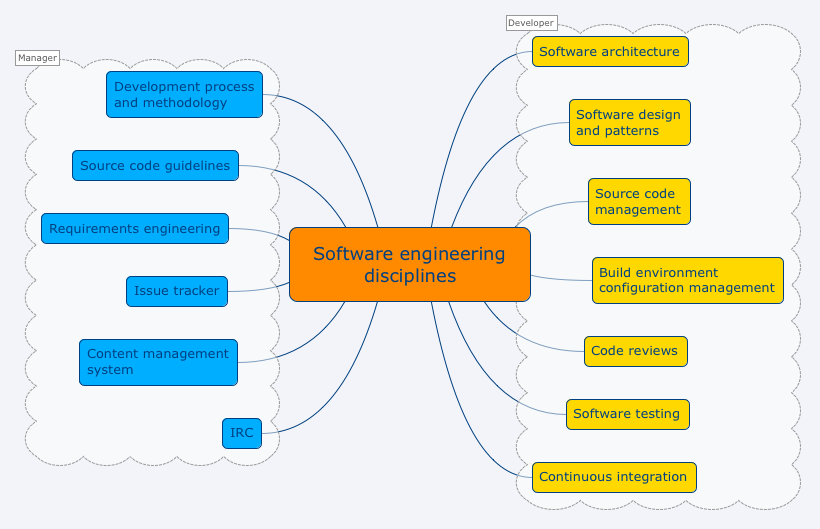 Developer
Manager
Software engineering
disciplines
Development process
and methodology
Source code guidelines
Requirements engineering
Issue tracker
Content management
system
IRC
Software architecture
Software design
and patterns
Source code
management
Build environment
configuration management
Code reviews
Software testing
Continuous integration